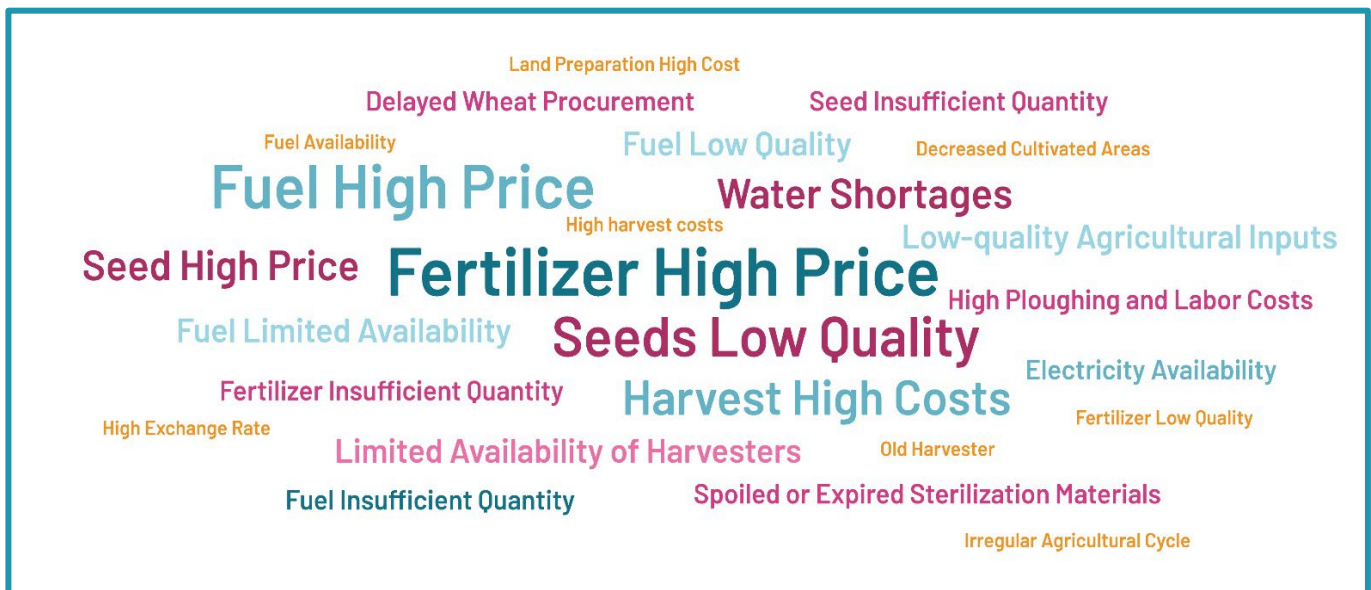 Land Preparation High Cost
Delayed Wheat Procurement
Seed Insufficient Quantity
Fuel Availability
Fuel Low Quality
Decreased Cultivated Areas
Fuel High Price
Water Shortages
High harvest costs
Low-quality Agricultural Inputs
Seed High Price
Fertilizer High Price
High Ploughing and Labor Costs
Fuel Limited Availability
Seeds Low Quality
Electricity Availability
Fertilizer Insufficient Quantity
Harvest High Costs
Fertilizer Low Quality
High Exchange Rate
Limited Availability of Harvesters
Old Harvester
Fuel Insufficient Quantity
Spoiled or Expired Sterilization Materials
Irregular Agricultural Cycle